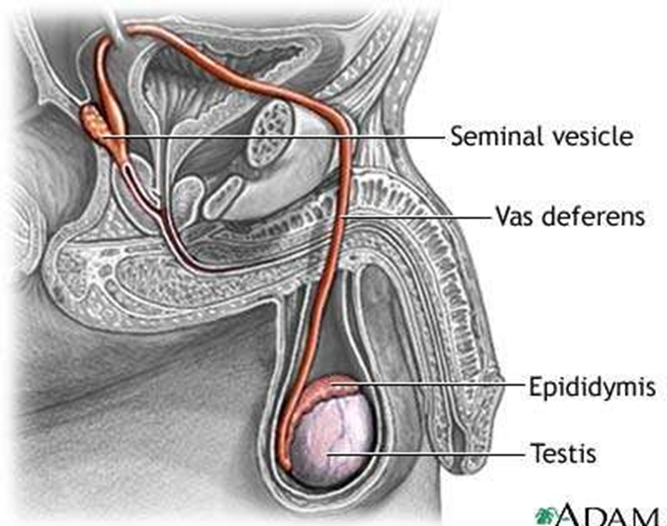 Seminal vesicle
Vas deferens
Epididymis
Testis
ADAM